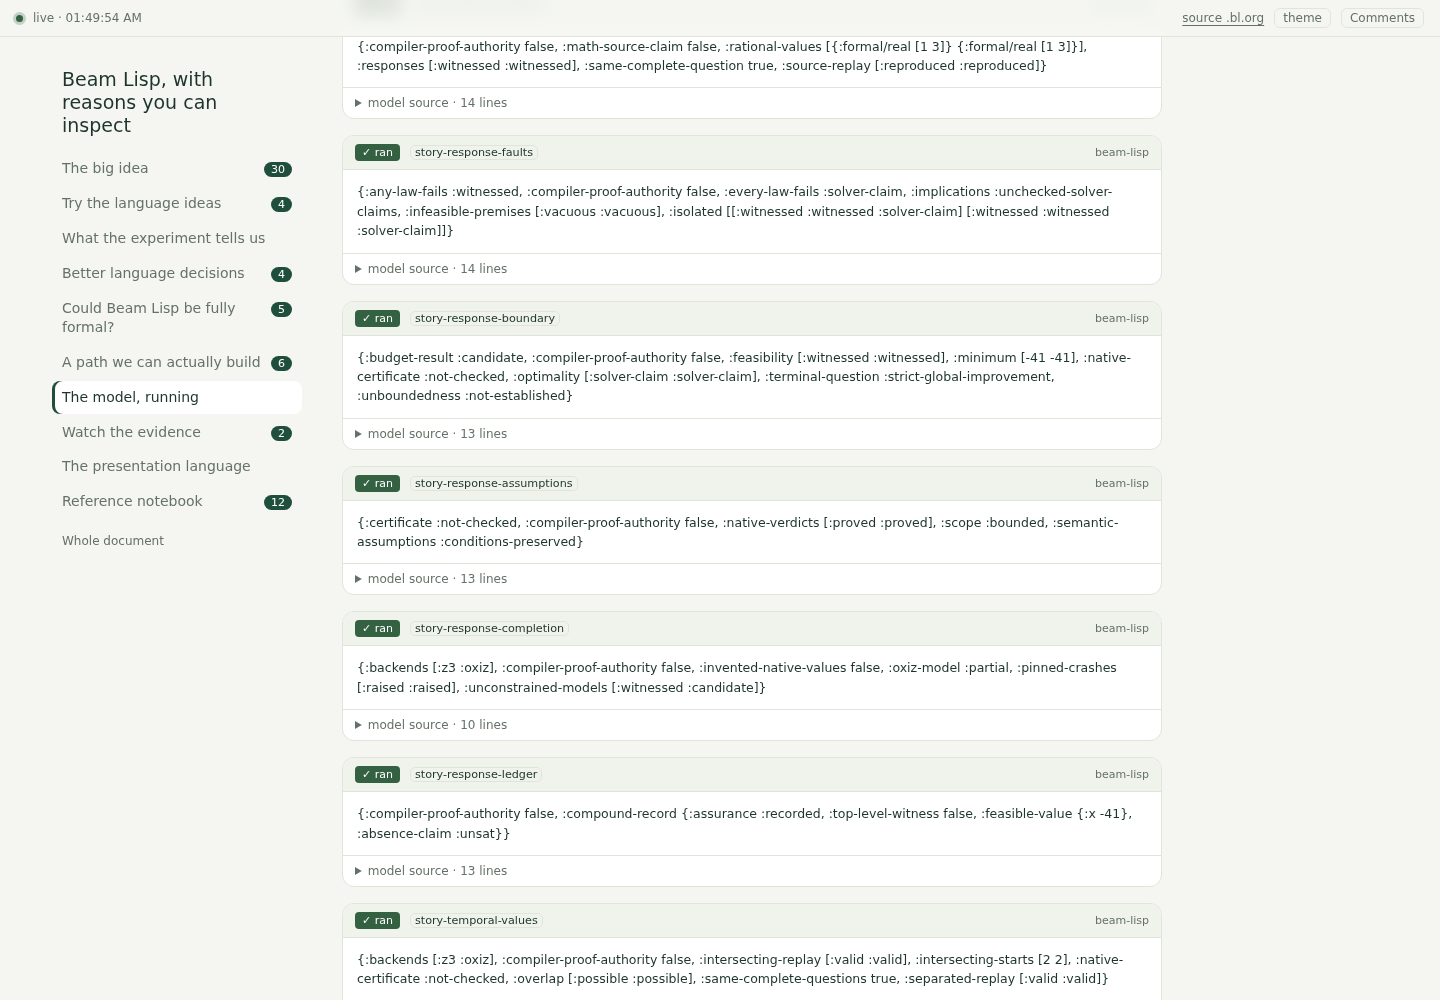 live · 01:49:54 AM
source .bl.org
theme
Comments
Beam Lisp, with
reasons you can
inspect
The big idea 30
Try the language ideas 4
What the experiment tells us
Better language decisions 4
Could Beam Lisp be fully
formal? 5
A path we can actually build 6
The model, running
Watch the evidence 2
The presentation language
Reference notebook 12
Whole document
{:compiler-proof-authority false, :math-source-claim false, :rational-values [{:formal/real [1 3]} {:formal/real [1 3]}],
:responses [:witnessed :witnessed], :same-complete-question true, :source-replay [:reproduced :reproduced]}
▶ model source · 14 lines
✓ ran story-response-faults beam-lisp
{:any-law-fails :witnessed, :compiler-proof-authority false, :every-law-fails :solver-claim, :implications :unchecked-solver-
claims, :infeasible-premises [:vacuous :vacuous], :isolated [[:witnessed :witnessed :solver-claim] [:witnessed :witnessed
:solver-claim]]}
▶ model source · 14 lines
✓ ran story-response-boundary beam-lisp
{:budget-result :candidate, :compiler-proof-authority false, :feasibility [:witnessed :witnessed], :minimum [-41 -41], :native-
certificate :not-checked, :optimality [:solver-claim :solver-claim], :terminal-question :strict-global-improvement,
:unboundedness :not-established}
▶ model source · 13 lines
✓ ran story-response-assumptions beam-lisp
{:certificate :not-checked, :compiler-proof-authority false, :native-verdicts [:proved :proved], :scope :bounded, :semantic-
assumptions :conditions-preserved}
▶ model source · 13 lines
✓ ran story-response-completion beam-lisp
{:backends [:z3 :oxiz], :compiler-proof-authority false, :invented-native-values false, :oxiz-model :partial, :pinned-crashes
[:raised :raised], :unconstrained-models [:witnessed :candidate]}
▶ model source · 10 lines
✓ ran story-response-ledger beam-lisp
{:compiler-proof-authority false, :compound-record {:assurance :recorded, :top-level-witness false, :feasible-value {:x -41},
:absence-claim :unsat}}
▶ model source · 13 lines
✓ ran story-temporal-values beam-lisp
{:backends [:z3 :oxiz], :compiler-proof-authority false, :intersecting-replay [:valid :valid], :intersecting-starts [2 2], :native-
certificate :not-checked, :overlap [:possible :possible], :same-complete-questions true, :separated-replay [:valid :valid]}